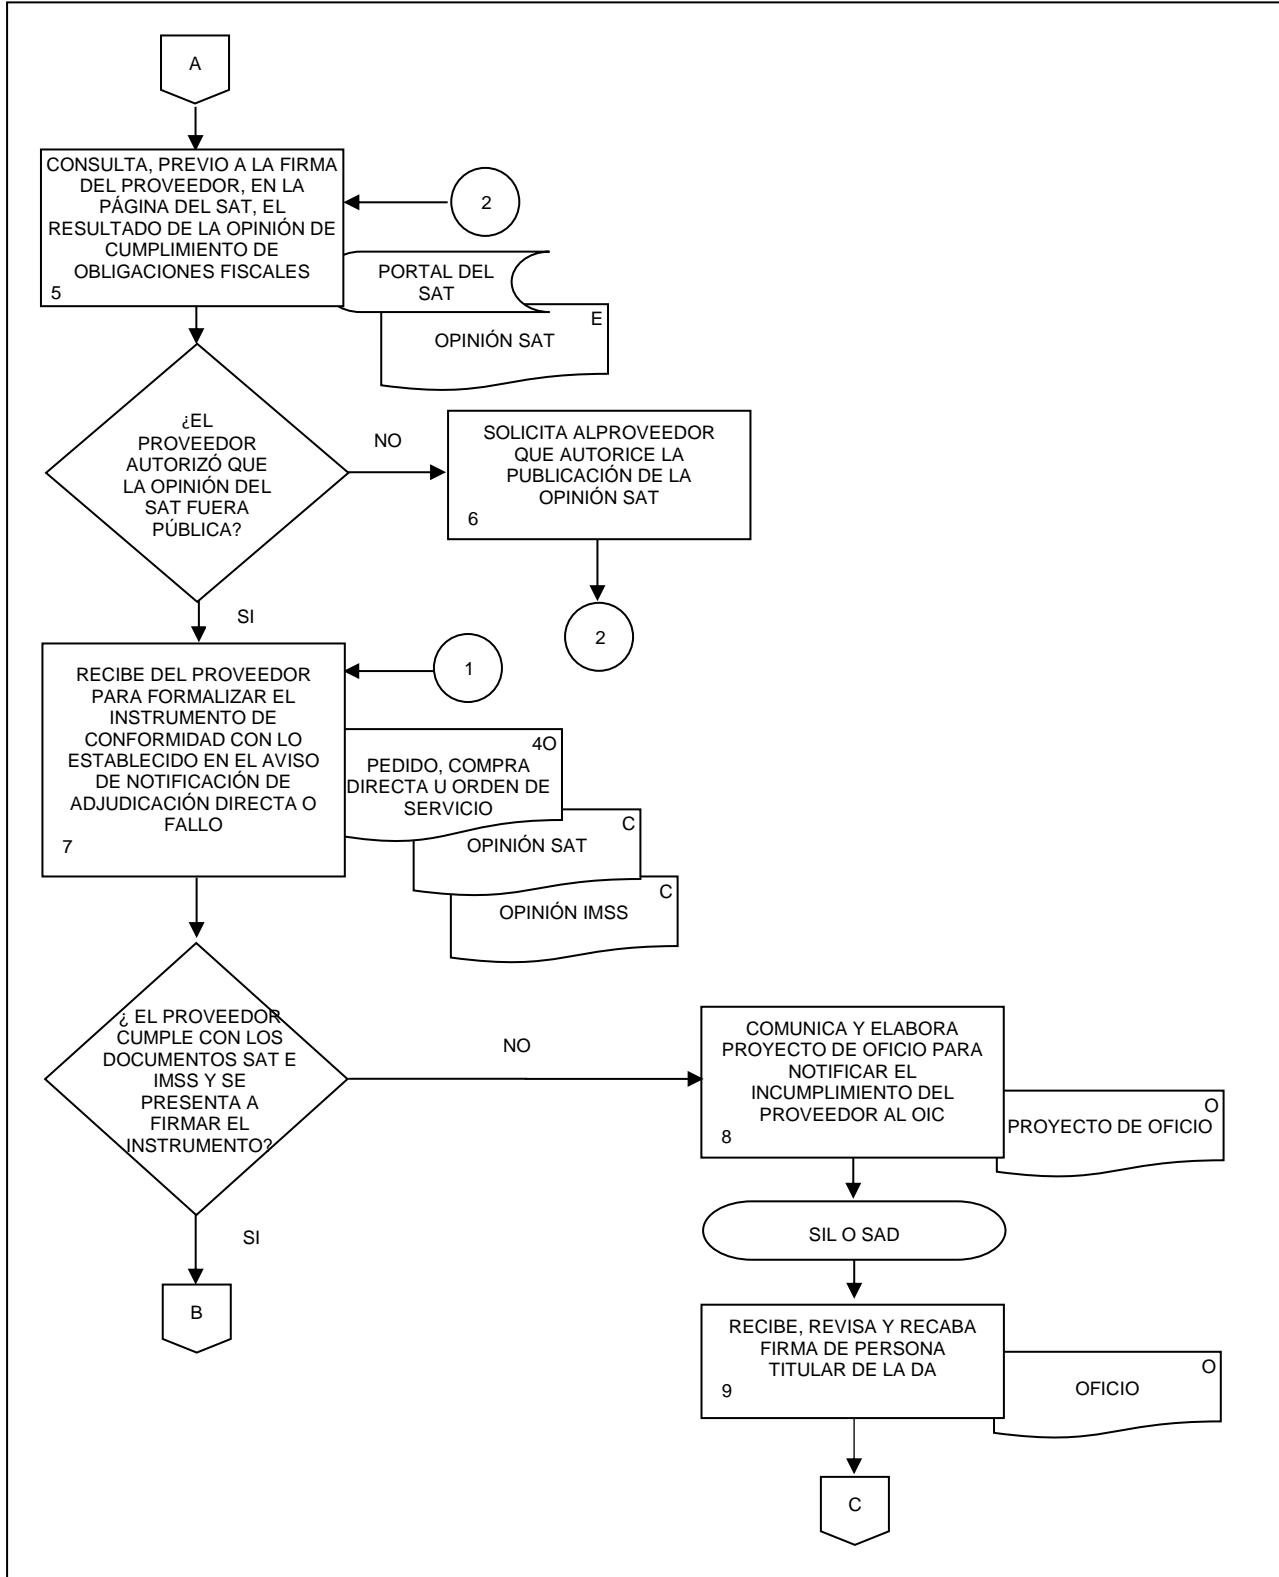 A
CONSULTA, PREVIO A LA FIRMA
DEL PROVEEDOR, EN LA
PÁGINA DEL SAT, EL
RESULTADO DE LA OPINIÓN DE
CUMPLIMIENTO DE
OBLIGACIONES FISCALES
5
2
PORTAL DEL
SAT
E
OPINIÓN SAT
¿EL
PROVEEDOR
AUTORIZÓ QUE
LA OPINIÓN DEL
SAT FUERA
PÚBLICA?
NO
SOLICITA ALPROVEEDOR
QUE AUTORICE LA
PUBLICACIÓN DE LA
OPINIÓN SAT
6
2
SI
RECIBE DEL PROVEEDOR
PARA FORMALIZAR EL
INSTRUMENTO DE
CONFORMIDAD CON LO
ESTABLECIDO EN EL AVISO
DE NOTIFICACIÓN DE
ADJUDICACIÓN DIRECTA O
FALLO
7
1
4O
PEDIDO, COMPRA
DIRECTA U ORDEN DE
SERVICIO
C
OPINIÓN SAT
C
OPINIÓN IMSS
¿ EL PROVEEDOR
CUMPLE CON LOS
DOCUMENTOS SAT E
IMSS Y SE
PRESENTA A
FIRMAR EL
INSTRUMENTO?
NO
COMUNICA Y ELABORA
PROYECTO DE OFICIO PARA
NOTIFICAR EL
INCUMPLIMIENTO DEL
PROVEEDOR AL OIC
8
O
PROYECTO DE OFICIO
SI
B
SIL O SAD
RECIBE, REVISA Y RECABA
FIRMA DE PERSONA
TITULAR DE LA DA
9
O
OFICIO
C